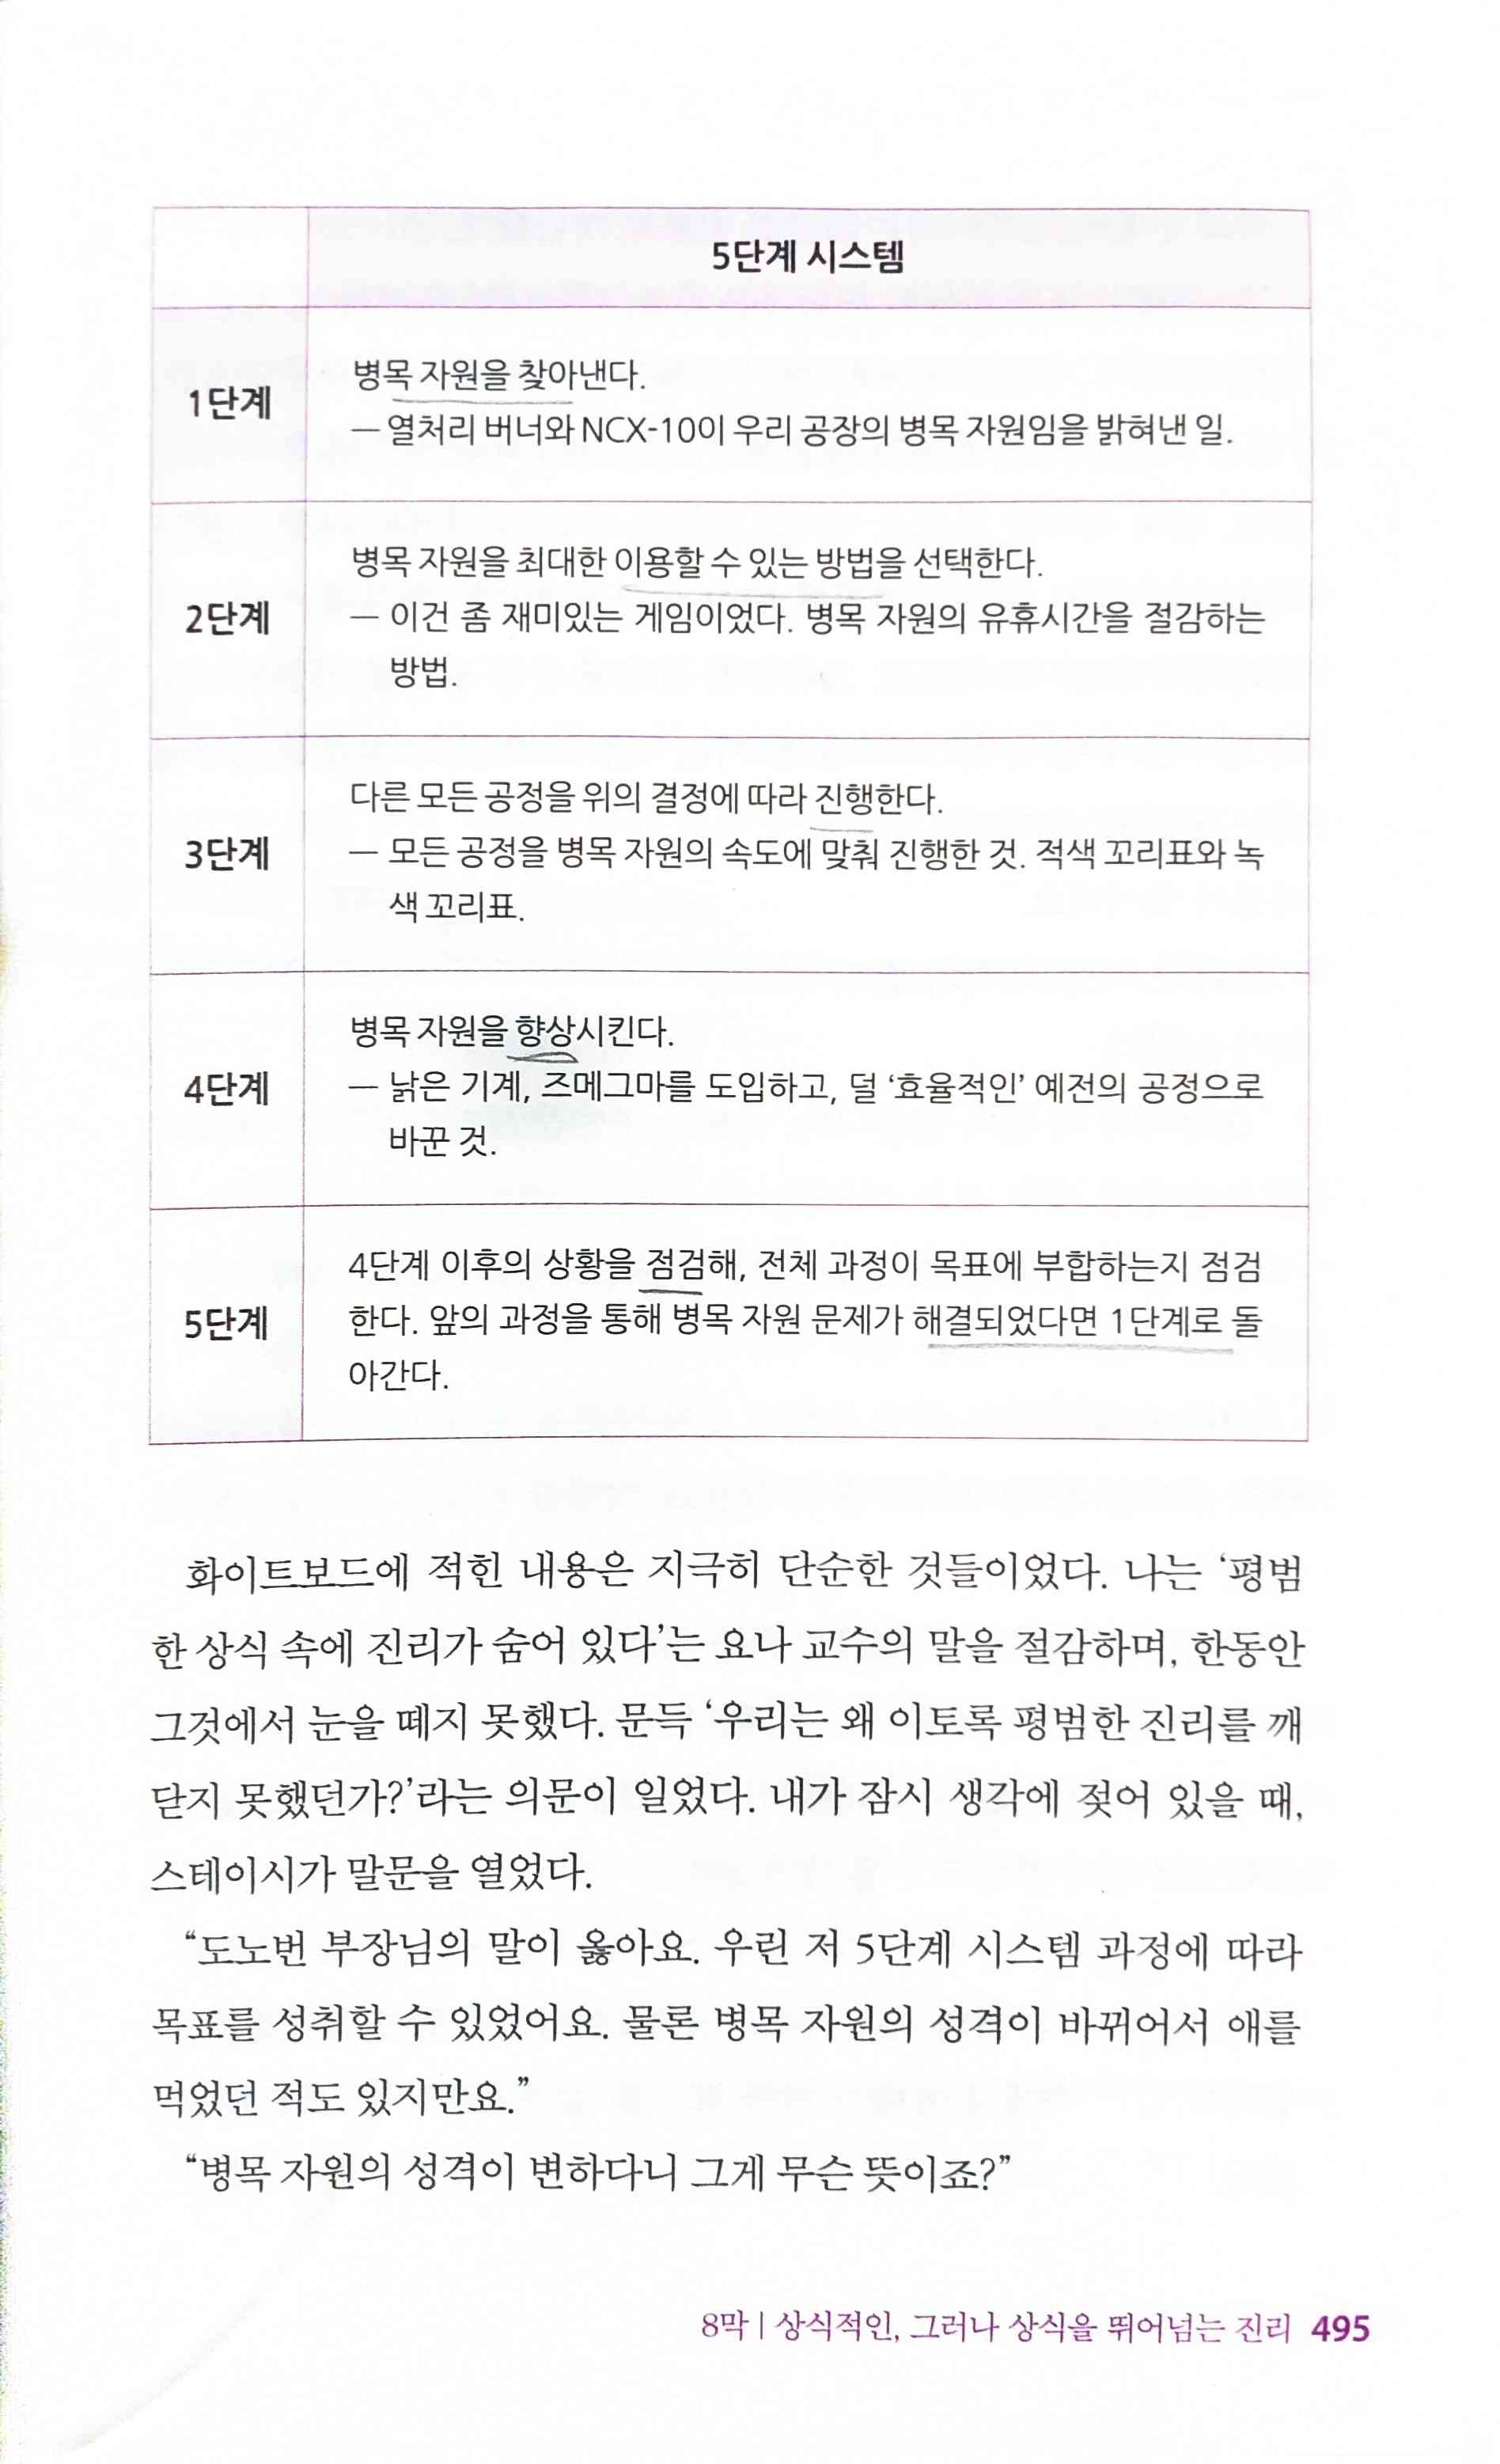 5단계 시스템
1단계
병목 자원을 찾아낸다.
— 열처리 버너와 NCX-10이 우리 공장의 병목 자원임을 밝혀낸 일.
2단계
병목 자원을 최대한 이용할 수 있는 방법을 선택한다.
— 이건 좀 재미있는 게임이었다. 병목 자원의 유휴시간을 절감하는
방법.
3단계
다른 모든 공정을 위의 결정에 따라 진행한다.
— 모든 공정을 병목 자원의 속도에 맞춰 진행한 것. 적색 꼬리표와 녹
색 꼬리표.
4단계
병목 자원을 향상시킨다.
— 낡은 기계, 즈메그마를 도입하고, 덜 ‘효율적인’ 예전의 공정으로
바꾼 것.
5단계
4단계 이후의 상황을 점검해, 전체 과정이 목표에 부합하는지 점검
한다. 앞의 과정을 통해 병목 자원 문제가 해결되었다면 1단계로 돌
아간다.
화이트보드에 적힌 내용은 지극히 단순한 것들이었다. 나는 ‘평범
한 상식 속에 진리가 숨어 있다’는 요나 교수의 말을 절감하며, 한동안
그것에서 눈을 떼지 못했다. 문득 ‘우리는 왜 이토록 평범한 진리를 깨
닫지 못했던가?’라는 의문이 일었다. 내가 잠시 생각에 젖어 있을 때,
스테이시가 말문을 열었다.
“도노번 부장님의 말이 옳아요. 우린 저 5단계 시스템 과정에 따라
목표를 성취할 수 있었어요. 물론 병목 자원의 성격이 바뀌어서 애를
먹었던 적도 있지만요.”
“병목 자원의 성격이 변하다니 그게 무슨 뜻이죠?”
8막 | 상식적인, 그러나 상식을 뛰어넘는 진리 495